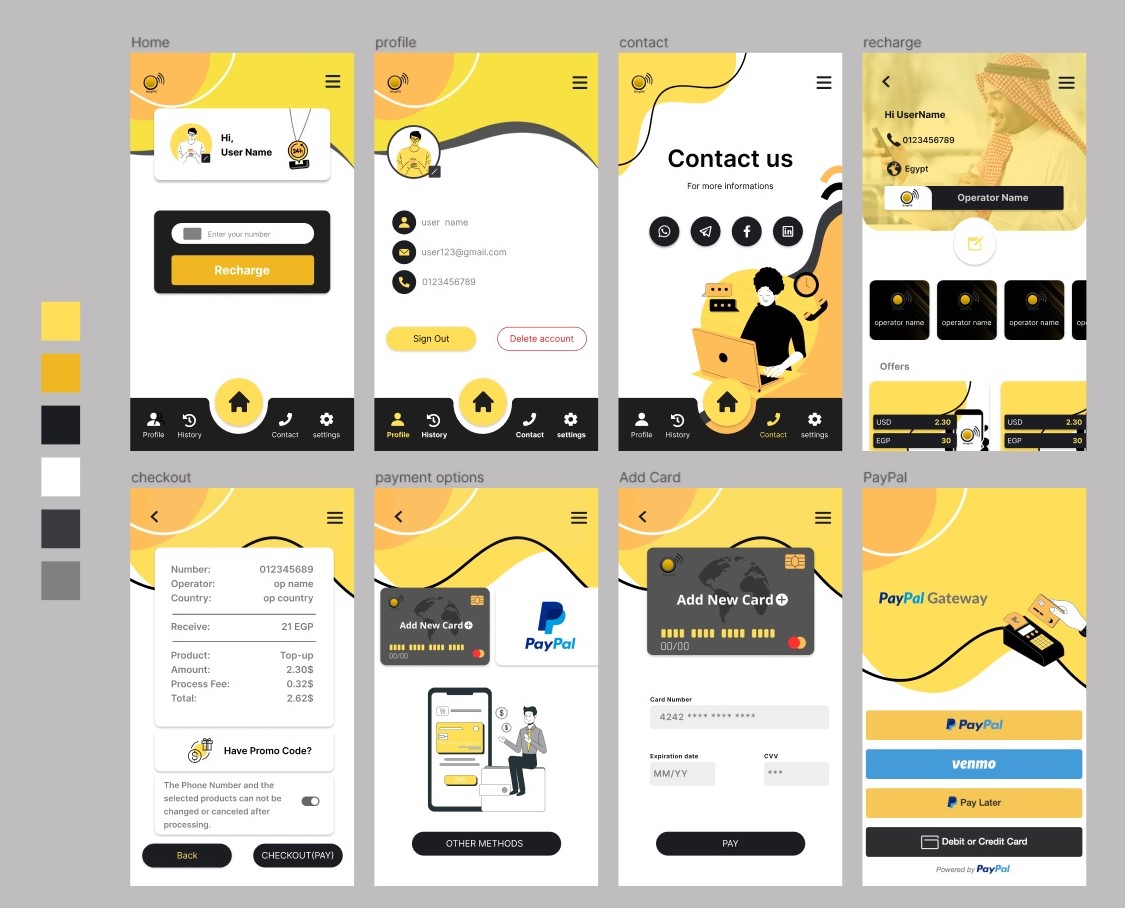 Home
Hi,
User Name
24h
Enter your number
Recharge
Profile
History
Contact
settings
profile
user name
user123@gmail.com
0123456789
Sign Out
Delete account
Profile
History
Contact
settings
contact
Contact us
For more informations
Profile
History
Contact
settings
recharge
Hi UserName
0123456789
Egypt
Operator Name
operator name
operator name
operator name
Offers
USD 2.30
EGP 30
USD 2.30
EGP 30
checkout
Number: 012345689
Operator: op name
Country: op country
Receive: 21 EGP
Product: Top-up
Amount: 2.30$
Process Fee: 0.32$
Total: 2.62$
Have Promo Code?
The Phone Number and the
selected products can not be
changed or canceled after
processing.
Back
CHECKOUT(PAY)
payment options
Add New Card
00/00
PayPal
OTHER METHODS
Add Card
Add New Card
00/00
Card Number
4242 **** **** ****
Expiration date
CVV
MM/YY
***
PAY
PayPal
PayPal Gateway
PayPal
venmo
Pay Later
Debit or Credit Card
Powered by PayPal